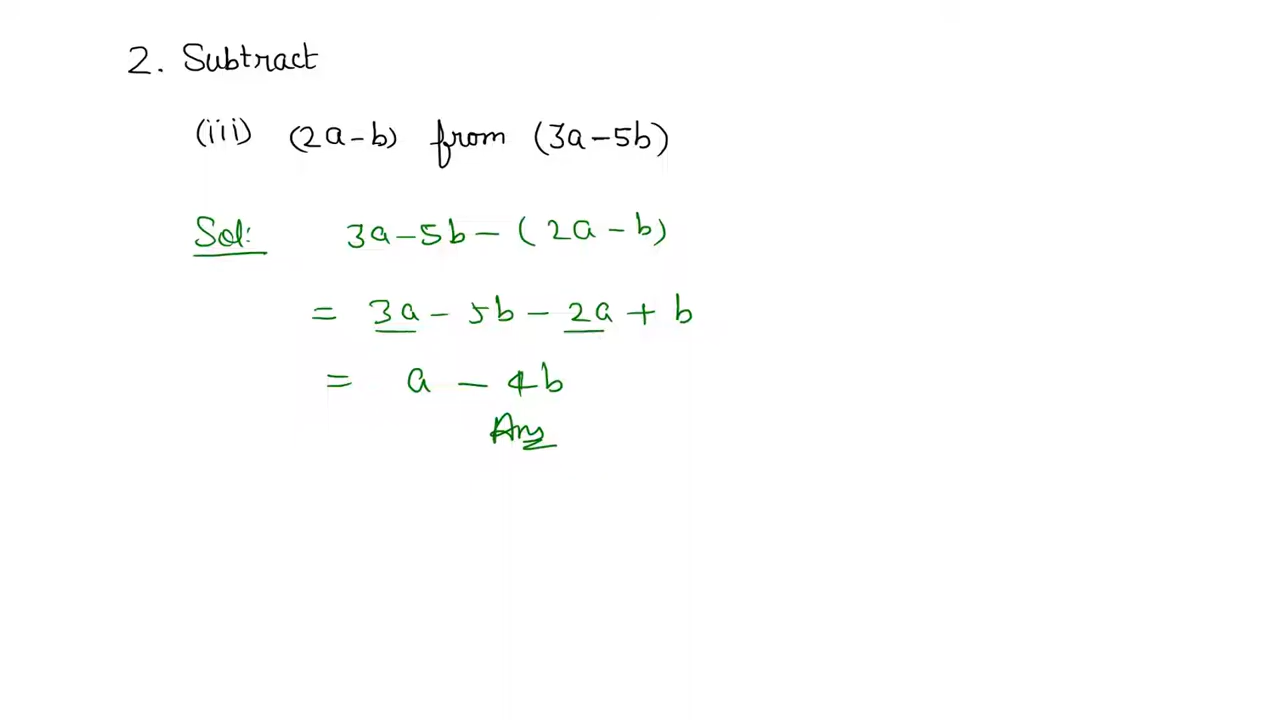 2. Subtract
(iii) (2a-b) from (3a-5b)
Sol: 3a-5b-(2a-b)
= 3a-5b-2a+b
= a-4b
Ans